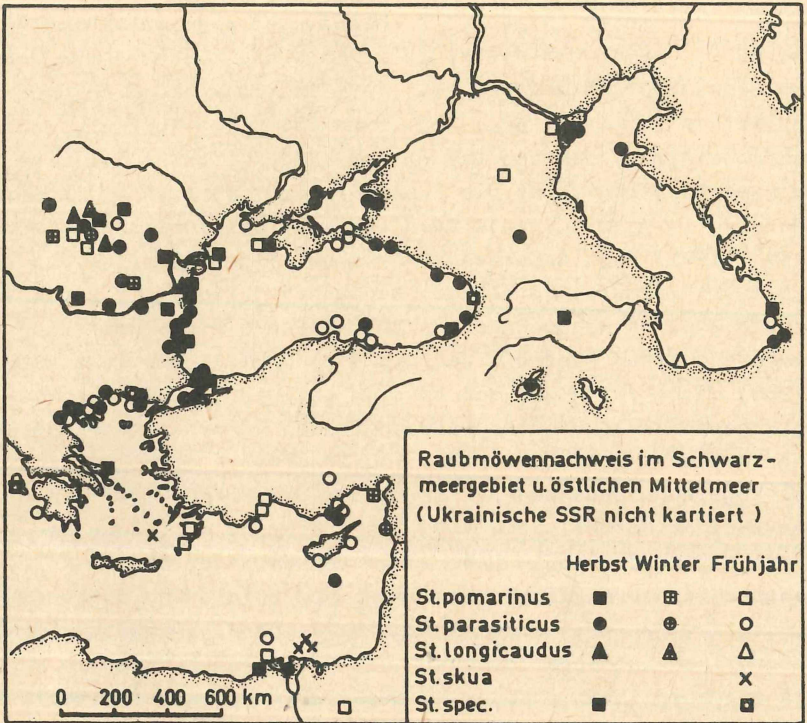 Raubmöwennachweis im Schwarz-
meergebiet u. östlichen Mittelmeer
(Ukrainische SSR nicht kartiert )
Herbst Winter Frühjahr
St. pomarinus
St. parasiticus
St. longicaudus
St. skua
St. spec.
0 200 400 600 km